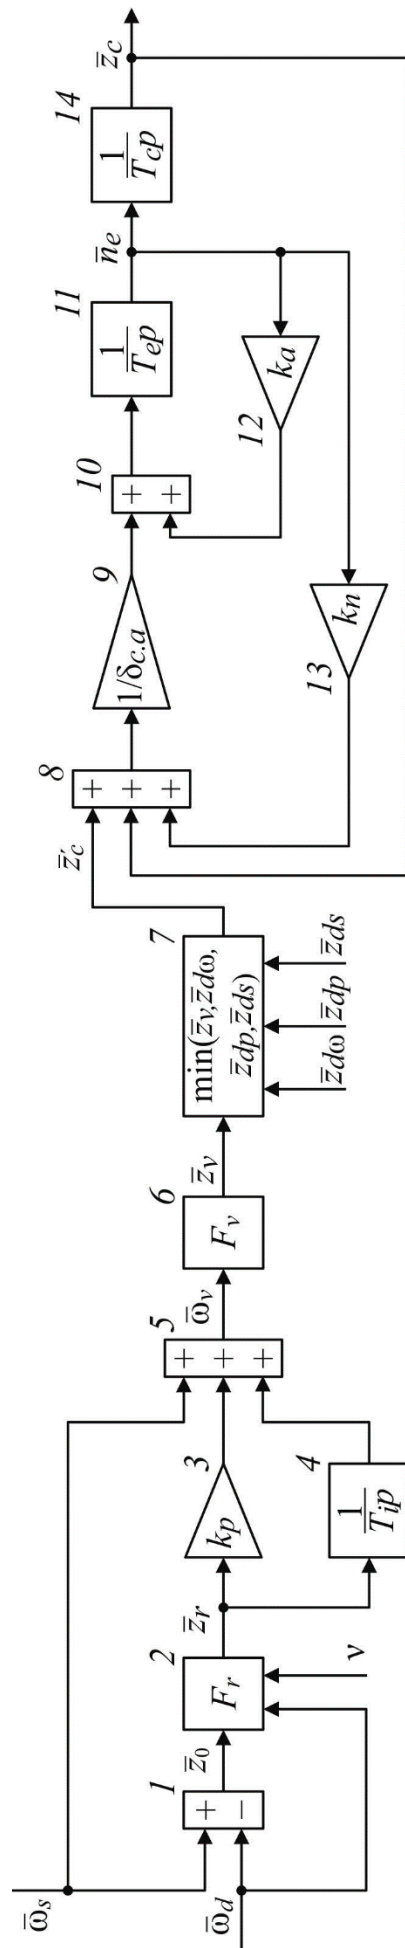 ω̄s
ω̄d
1
+
−
z̄0
2
Fr
ν
z̄r
3
kp
4
1
Tip
5
+
+
+
ω̄v
6
Fv
z̄v
7
min(z̄v,z̄dω,
z̄dp,z̄ds)
z̄dω z̄dp z̄ds
z̄′c
8
+
+
+
9
1/δc.a
10
+
+
11
1
Tep
n̄e
12
ka
13
kn
14
1
Tcp
z̄c